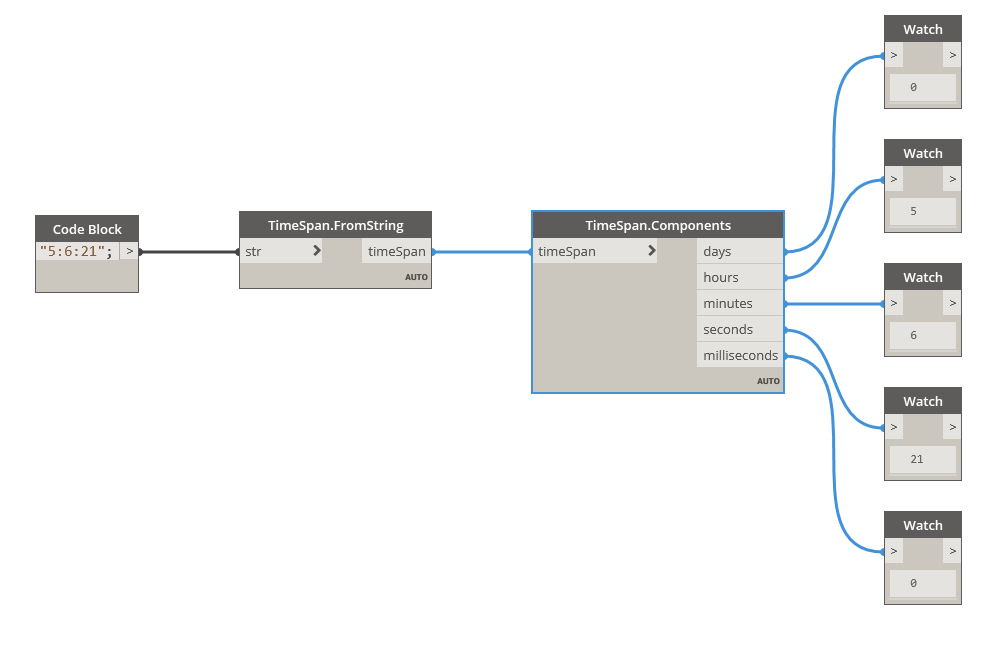 Code Block
"5:6:21"; >
TimeSpan.FromString
str > timeSpan
AUTO
TimeSpan.Components
timeSpan > days
hours
minutes
seconds
milliseconds
AUTO
Watch
> >
0
Watch
> >
5
Watch
> >
6
Watch
> >
21
Watch
> >
0